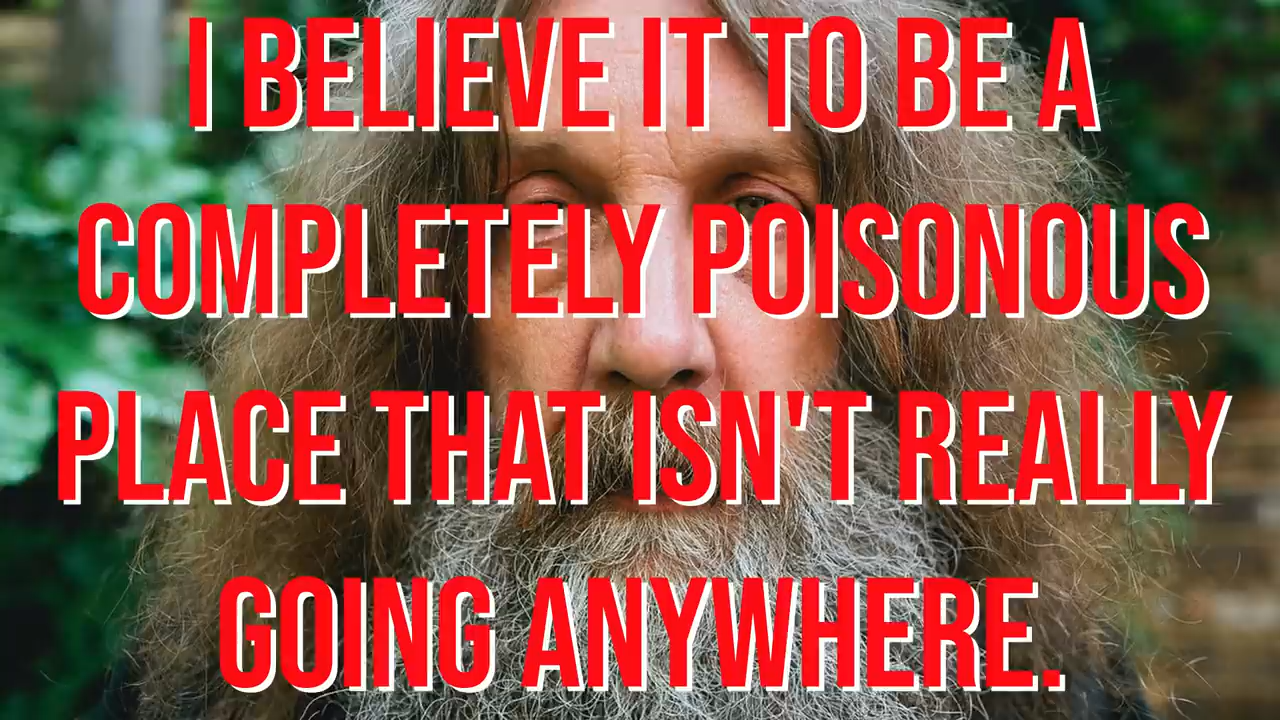 I BELIEVE IT TO BE A
COMPLETELY POISONOUS
PLACE THAT ISN'T REALLY
GOING ANYWHERE.